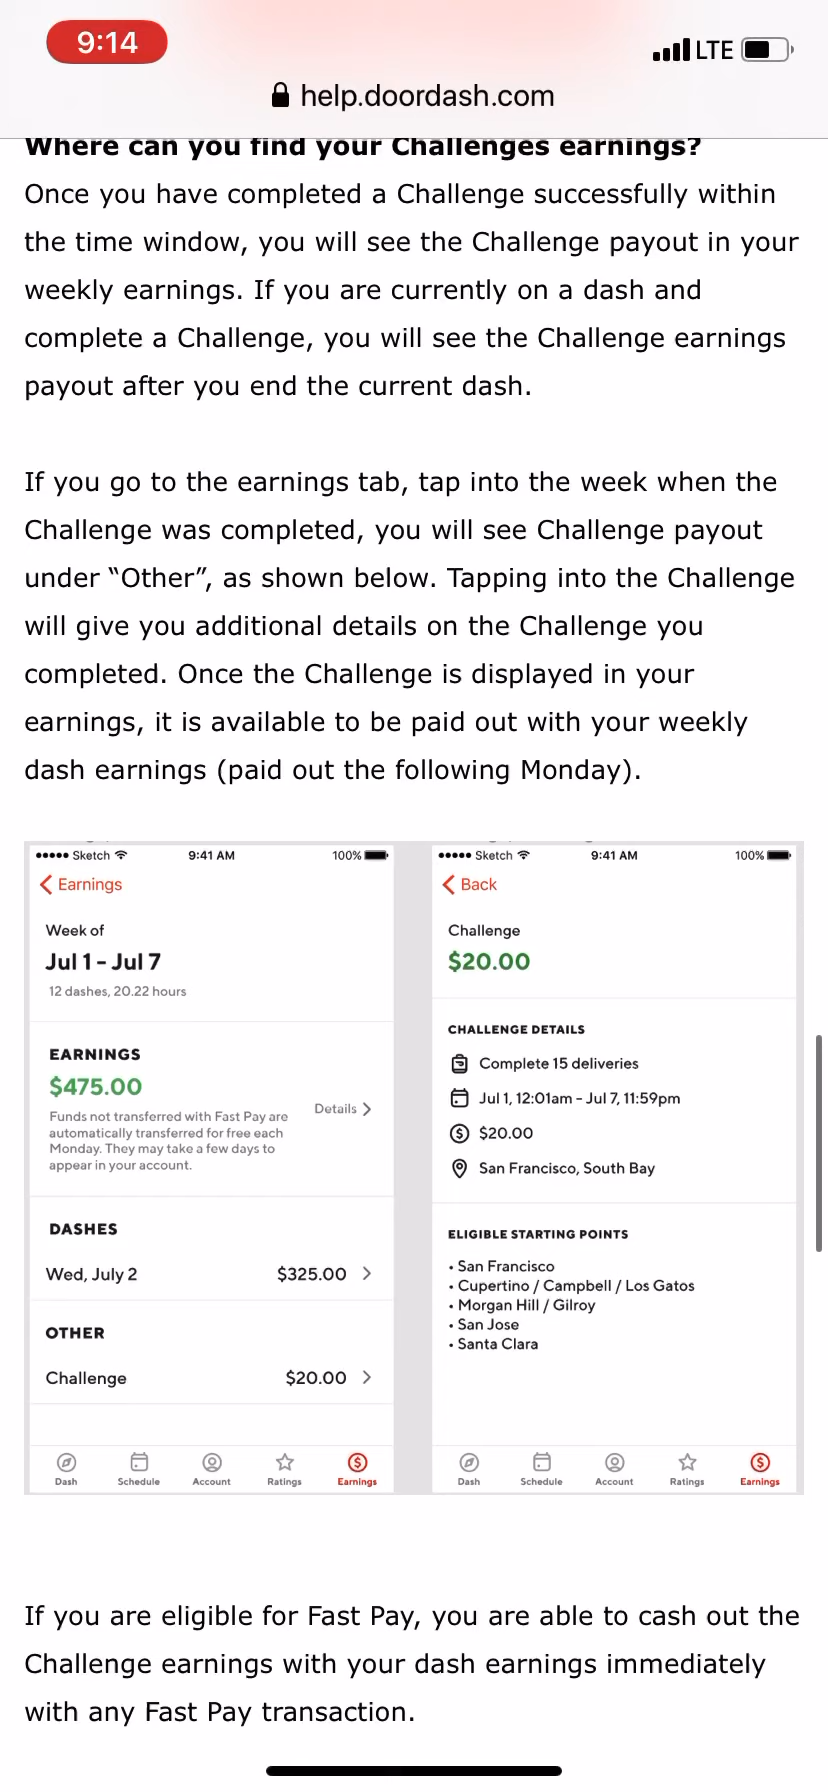 9:14
LTE
help.doordash.com
Where can you find your Challenges earnings?
Once you have completed a Challenge successfully within
the time window, you will see the Challenge payout in your
weekly earnings. If you are currently on a dash and
complete a Challenge, you will see the Challenge earnings
payout after you end the current dash.
If you go to the earnings tab, tap into the week when the
Challenge was completed, you will see Challenge payout
under “Other”, as shown below. Tapping into the Challenge
will give you additional details on the Challenge you
completed. Once the Challenge is displayed in your
earnings, it is available to be paid out with your weekly
dash earnings (paid out the following Monday).
Sketch 9:41 AM 100%
Earnings
Week of
Jul 1 - Jul 7
12 dashes, 20.22 hours
EARNINGS
$475.00
Funds not transferred with Fast Pay are
automatically transferred for free each
Monday. They may take a few days to
appear in your account.
Details
DASHES
Wed, July 2 $325.00
OTHER
Challenge $20.00
Dash Schedule Account Ratings Earnings
Sketch 9:41 AM 100%
Back
Challenge
$20.00
CHALLENGE DETAILS
Complete 15 deliveries
Jul 1, 12:01am - Jul 7, 11:59pm
$20.00
San Francisco, South Bay
ELIGIBLE STARTING POINTS
• San Francisco
• Cupertino / Campbell / Los Gatos
• Morgan Hill / Gilroy
• San Jose
• Santa Clara
Dash Schedule Account Ratings Earnings
If you are eligible for Fast Pay, you are able to cash out the
Challenge earnings with your dash earnings immediately
with any Fast Pay transaction.